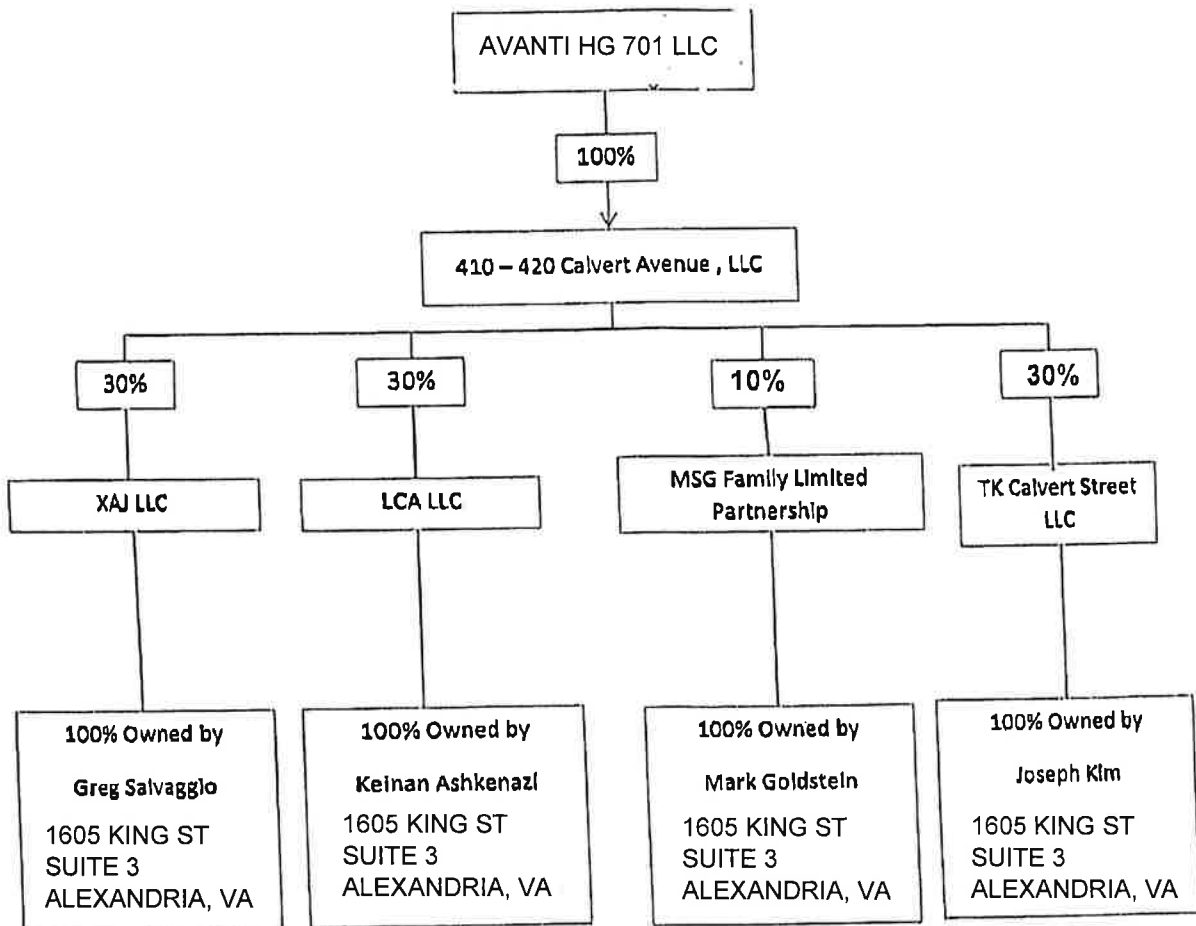 AVANTI HG 701 LLC
100%
410 – 420 Calvert Avenue , LLC
30%
30%
10%
30%
XAJ LLC
LCA LLC
MSG Family Limited
Partnership
TK Calvert Street
LLC
100% Owned by
Greg Salvaggio
1605 KING ST
SUITE 3
ALEXANDRIA, VA
100% Owned by
Keinan Ashkenazi
1605 KING ST
SUITE 3
ALEXANDRIA, VA
100% Owned by
Mark Goldstein
1605 KING ST
SUITE 3
ALEXANDRIA, VA
100% Owned by
Joseph Kim
1605 KING ST
SUITE 3
ALEXANDRIA, VA